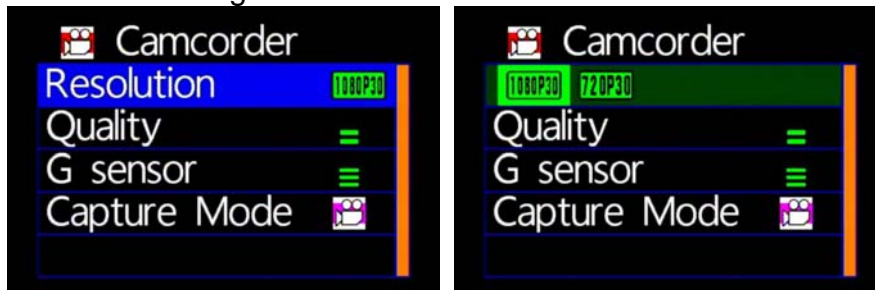 Camcorder
Resolution 1080P30
Quality
G sensor
Capture Mode
Camcorder
1080P30 720P30
Quality
G sensor
Capture Mode